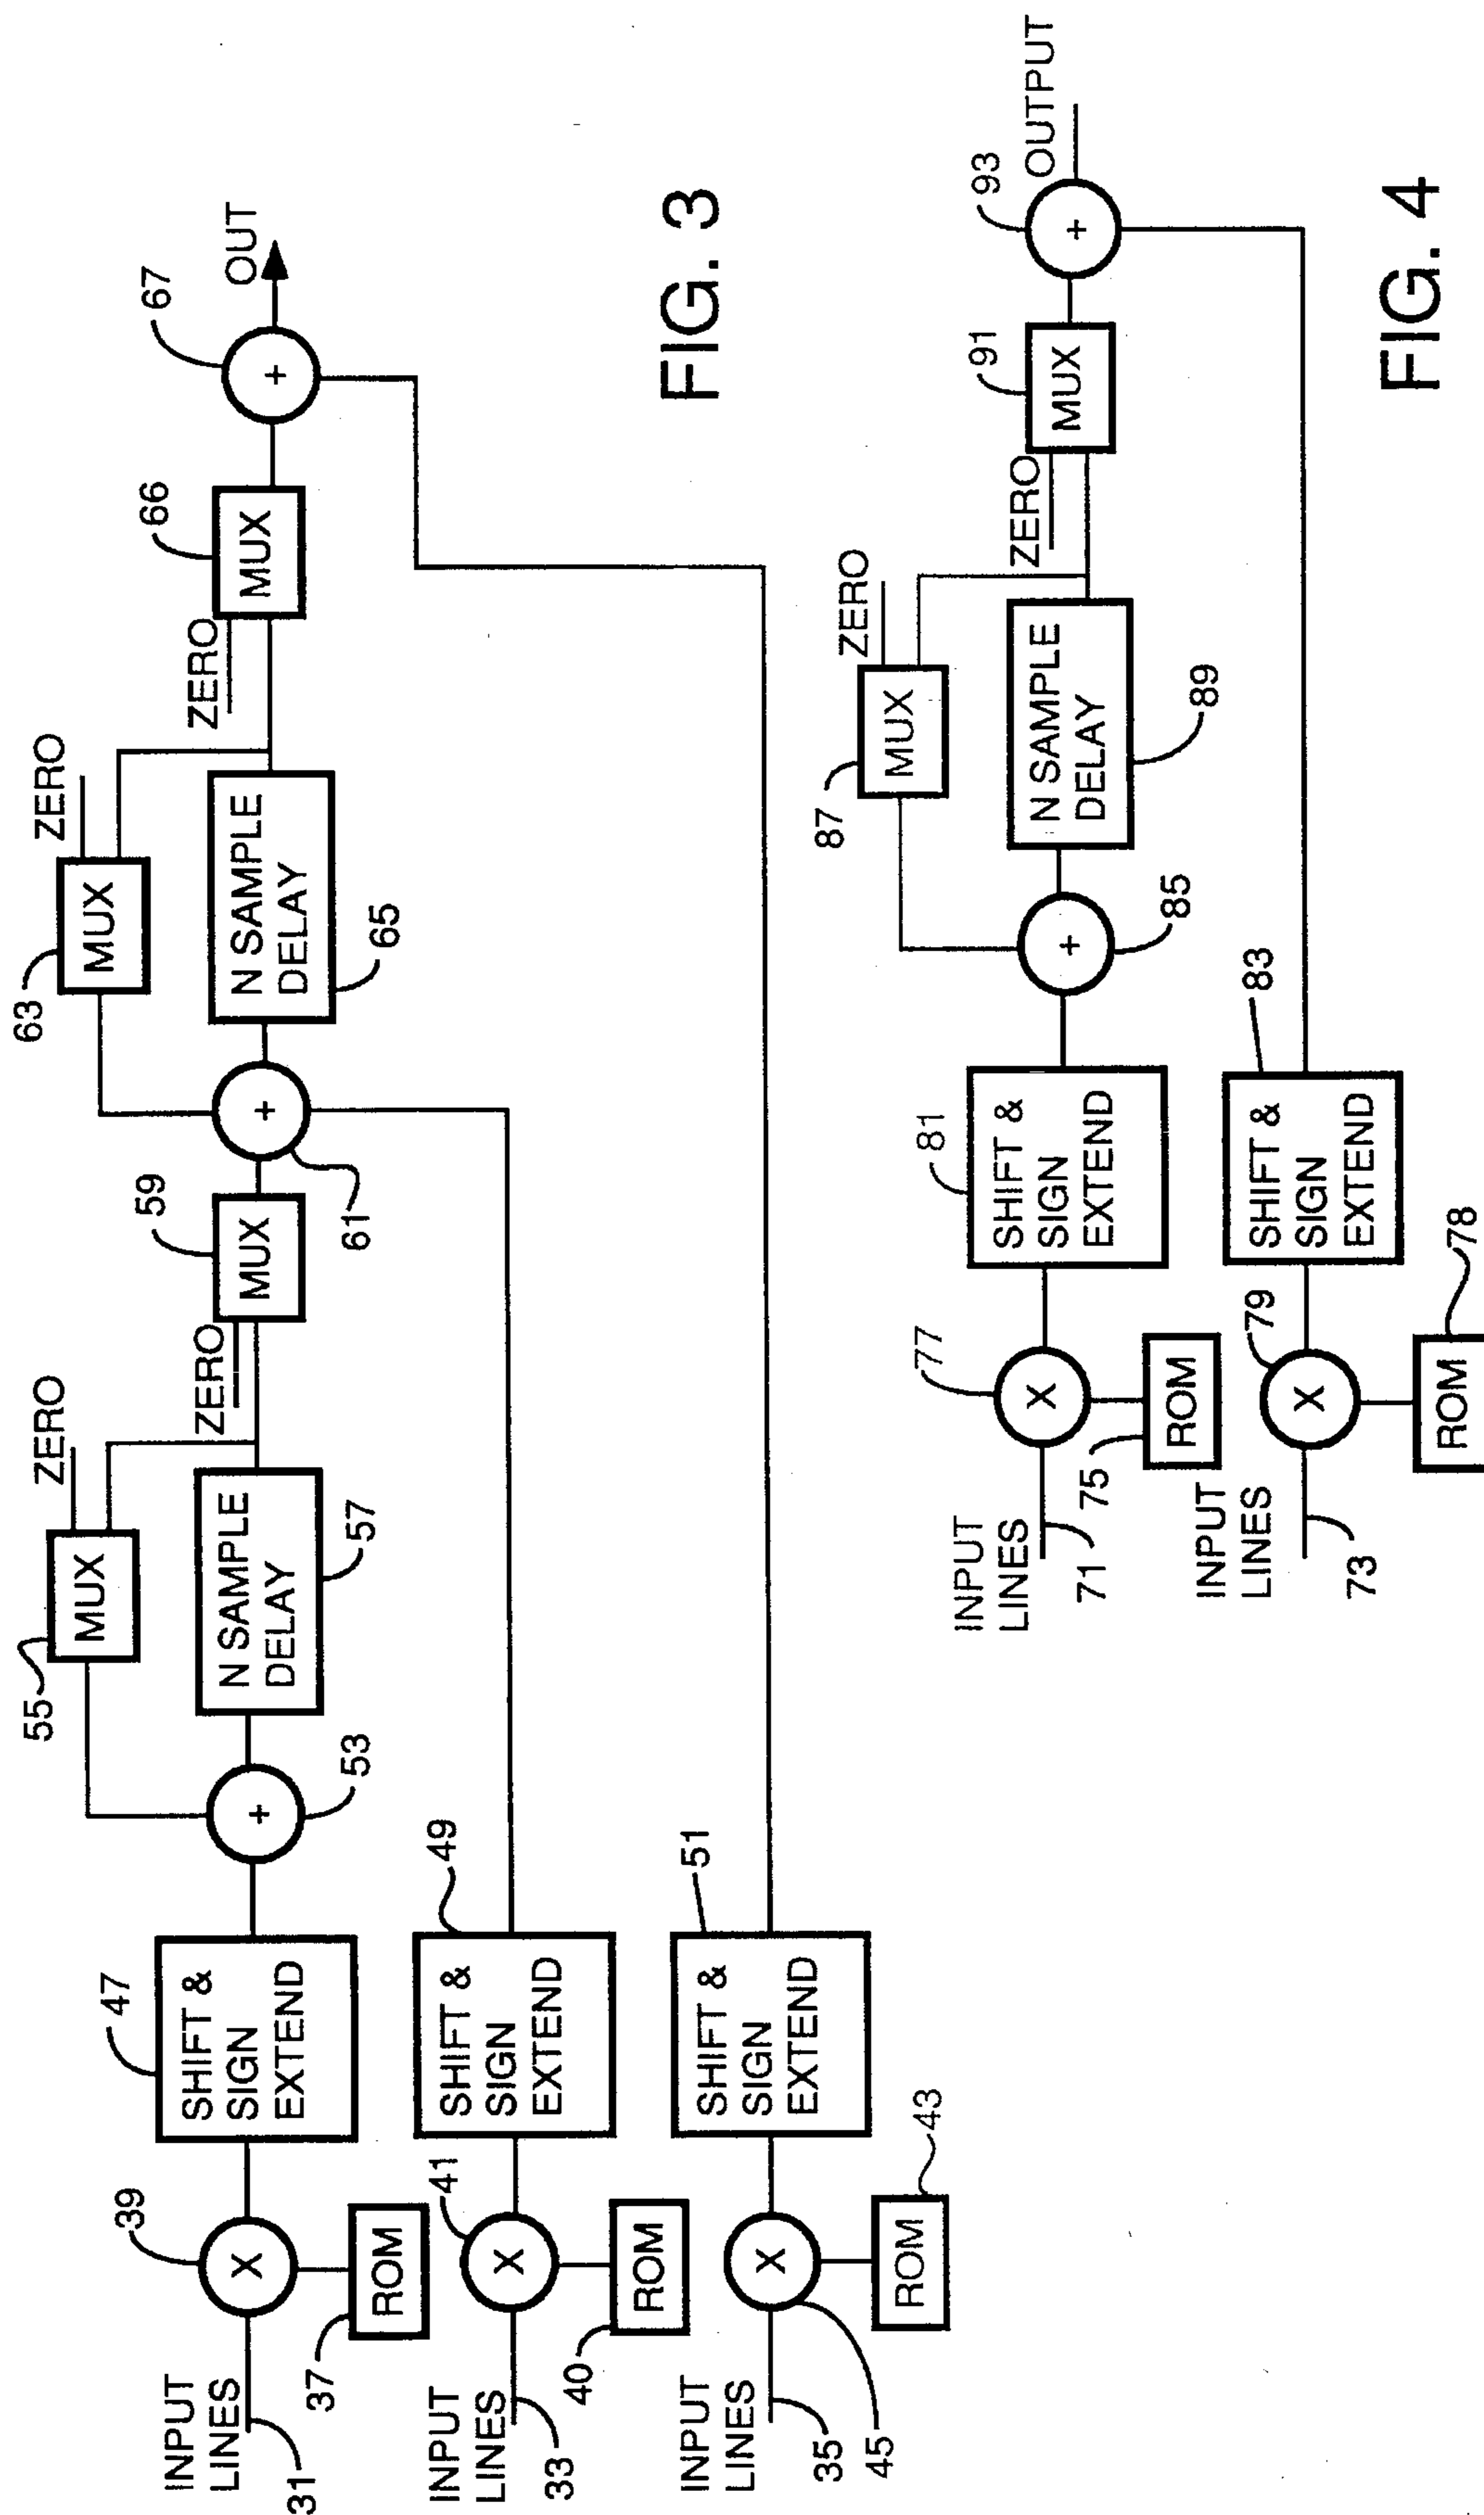 FIG. 3
INPUT
LINES
31
39
ROM
37
47
SHIFT &
SIGN
EXTEND
+
53
55
MUX
ZERO
N SAMPLE
DELAY
57
ZERO
59
MUX
+
61
63
MUX
ZERO
N SAMPLE
DELAY
65
ZERO
66
MUX
67
+
OUT
INPUT
LINES
33
X
41
ROM
40
49
SHIFT &
SIGN
EXTEND
INPUT
LINES
35
X
45
ROM
43
51
SHIFT &
SIGN
EXTEND
X
FIG. 4
INPUT
LINES
71
X
77
ROM
75
81
SHIFT &
SIGN
EXTEND
+
85
87
MUX
ZERO
N SAMPLE
DELAY
89
ZERO
91
MUX
93
+
OUTPUT
INPUT
LINES
73
X
79
ROM
78
83
SHIFT &
SIGN
EXTEND